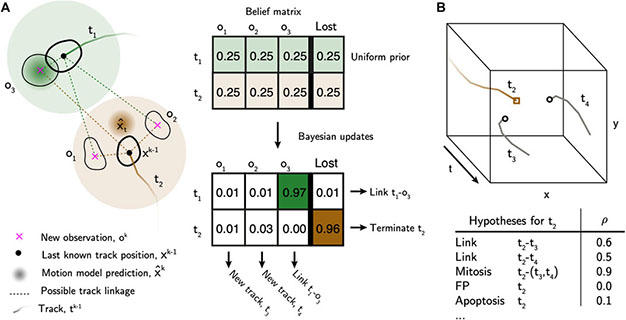 A
t₁
o₃
o₂
x̂ₜ
o₁
xᵏ⁻¹
t₂
New observation, oᵏ
Last known track position, xᵏ⁻¹
Motion model prediction, x̂ᵏ
Possible track linkage
Track, tᵏ⁻¹
Belief matrix
o₁ o₂ o₃ Lost
t₁ 0.25 0.25 0.25 0.25 Uniform prior
t₂ 0.25 0.25 0.25 0.25
Bayesian updates
o₁ o₂ o₃ Lost
t₁ 0.01 0.01 0.97 0.01 Link t₁-o₃
t₂ 0.01 0.03 0.00 0.96 Terminate t₂
New track, t₃
New track, t₄
Link t₁-o₃
B
t₂
t₄
t₃
y
t
x
Hypotheses for t₂ ρ
Link t₂-t₃ 0.6
Link t₂-t₄ 0.5
Mitosis t₂-(t₃,t₄) 0.9
FP t₂ 0.0
Apoptosis t₂ 0.1
...